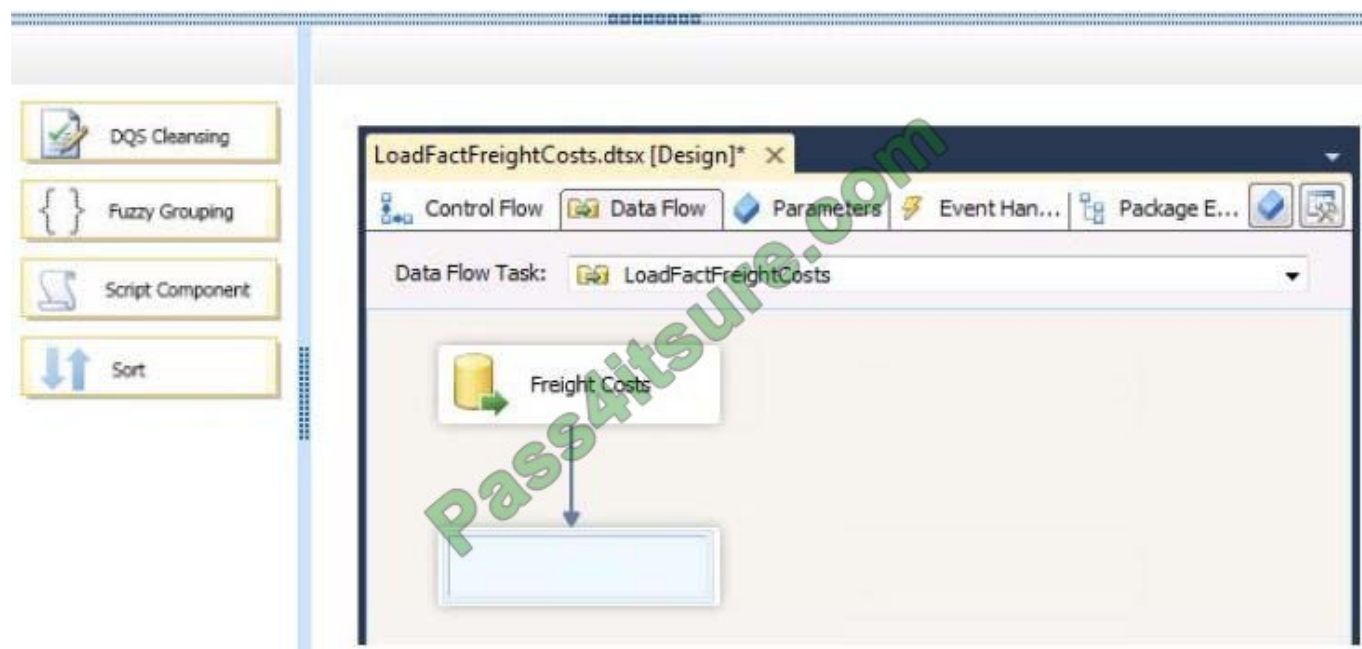 DQS Cleansing
Fuzzy Grouping
Script Component
Sort
LoadFactFreightCosts.dtsx [Design]*
Control Flow Data Flow Parameters Event Han... Package E...
Data Flow Task: LoadFactFreightCosts
Freight Costs
Pass4itsure.com